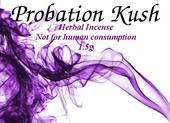 Probation Kush
Herbal Incense
Not for human consumption
1.5g